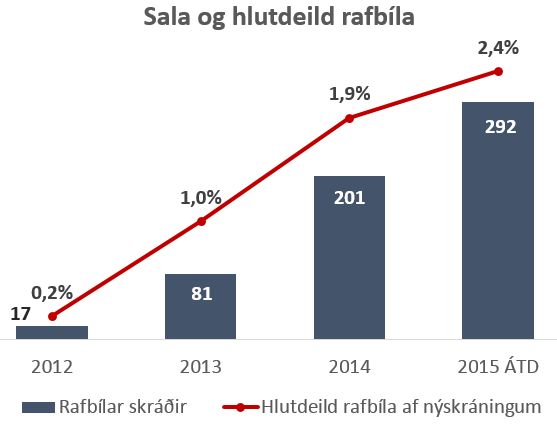 Sala og hlutdeild rafbíla
2,4%
1,9%
292
1,0%
201
0,2%
17
81
2012 2013 2014 2015 ÁTD
Rafbílar skráðir Hlutdeild rafbíla af nýskráningum